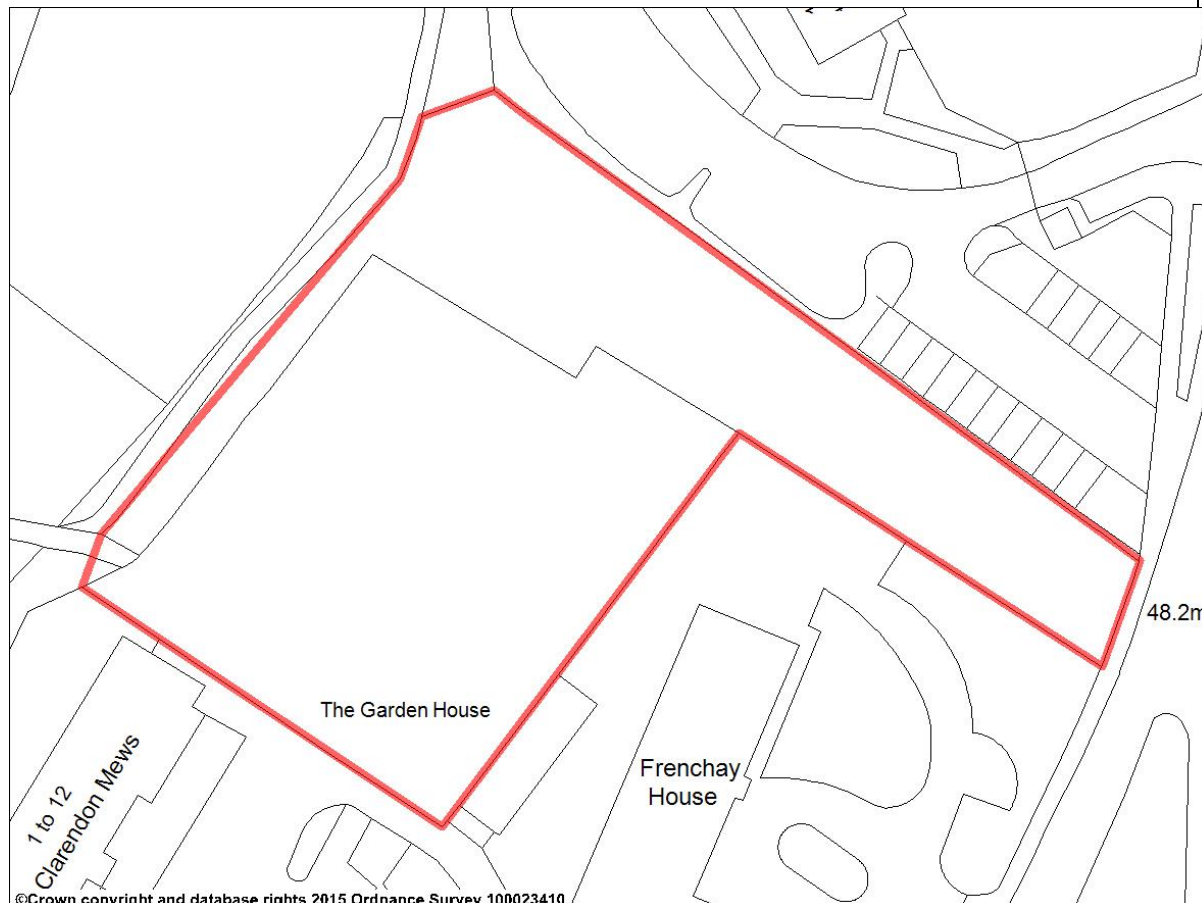 48.2m
The Garden House
Frenchay
House
1 to 12
Clarendon Mews
©Crown copyright and database rights 2015 Ordnance Survey 100023410